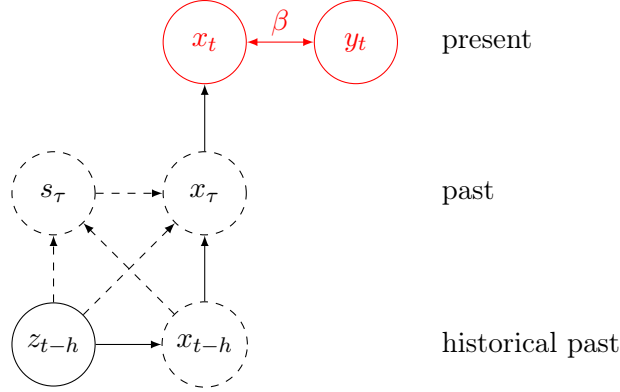 x_t β y_t present
s_τ x_τ past
z_{t−h} x_{t−h} historical past